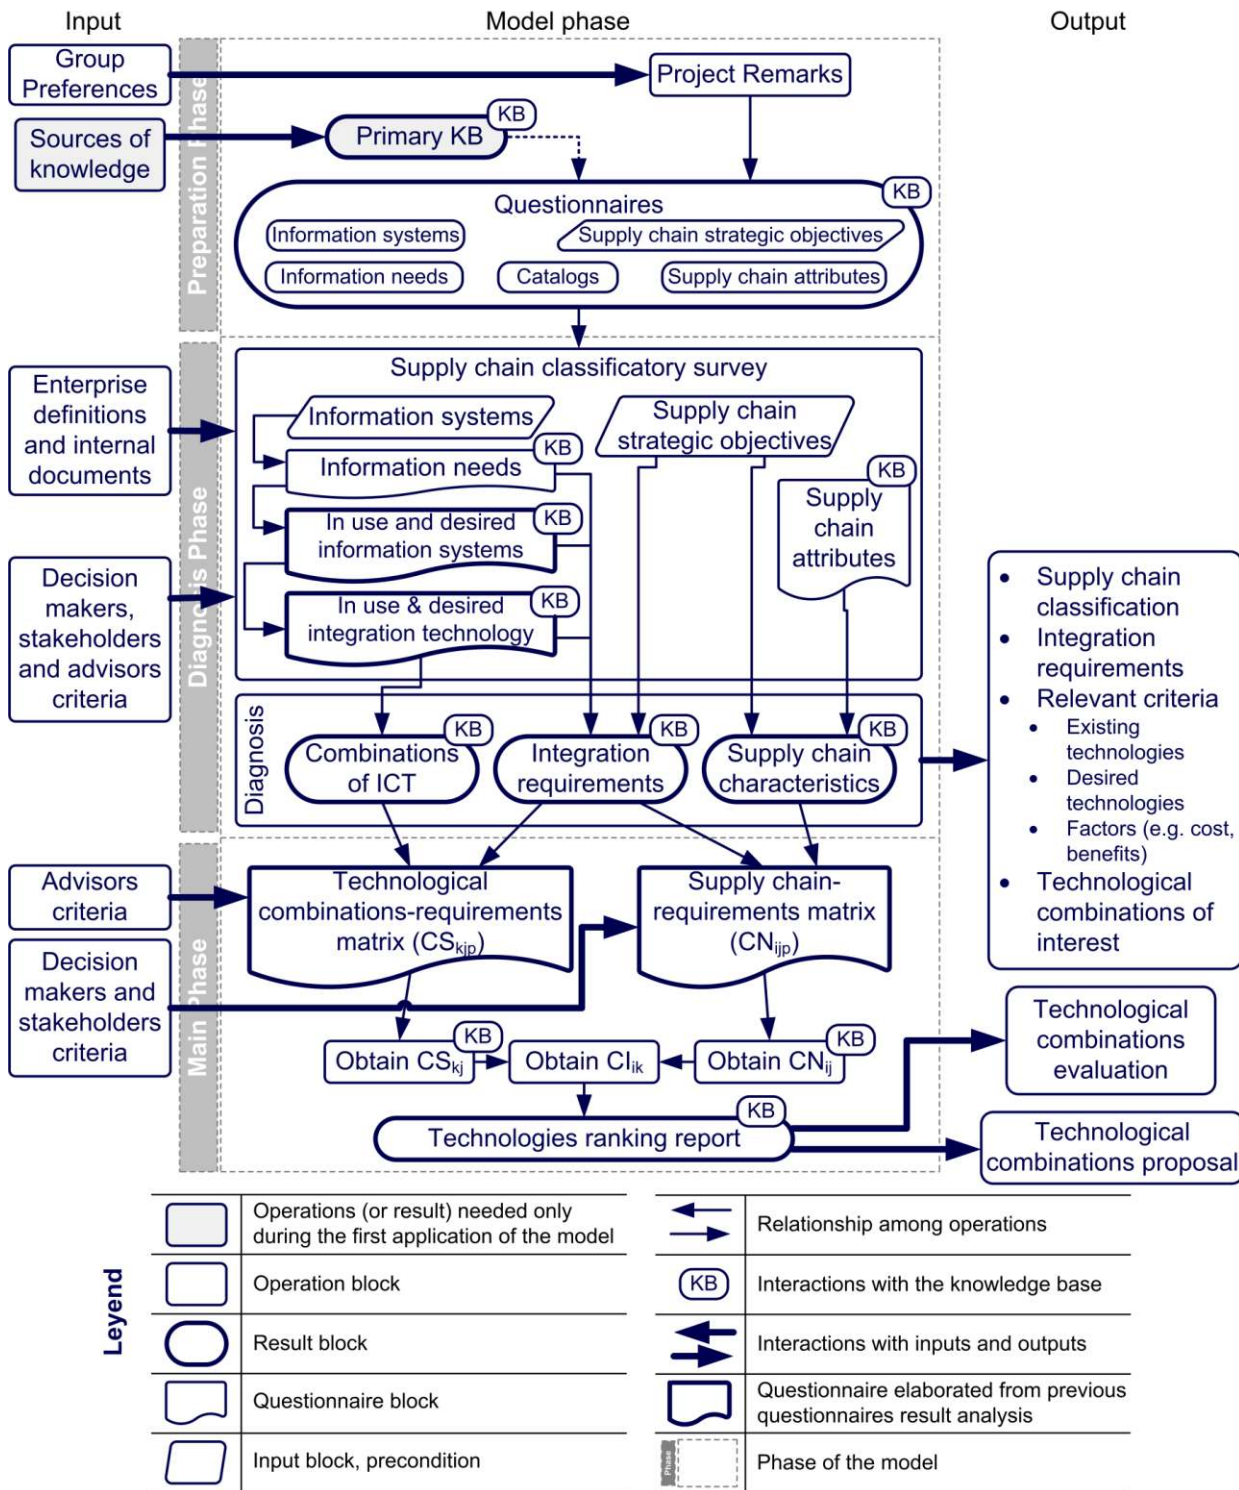 Input
Model phase
Output
Preparation Phase
Group
Preferences
Project Remarks
Sources of
knowledge
Primary KB
KB
Questionnaires
KB
Information systems
Supply chain strategic objectives
Information needs
Catalogs
Supply chain attributes
Diagnosis Phase
Enterprise
definitions
and internal
documents
Decision
makers,
stakeholders
and advisors
criteria
Supply chain classificatory survey
Information systems
Supply chain
strategic objectives
Information needs
KB
In use and desired
information systems
KB
In use & desired
integration technology
KB
Supply
chain
attributes
KB
Diagnosis
Combinations
of ICT
KB
Integration
requirements
KB
Supply chain
characteristics
KB
• Supply chain
classification
• Integration
requirements
• Relevant criteria
• Existing
technologies
• Desired
technologies
• Factors (e.g. cost,
benefits)
• Technological
combinations of
interest
Main Phase
Advisors
criteria
Decision
makers and
stakeholders
criteria
Technological
combinations-requirements
matrix (CSkjp)
Supply chain-
requirements matrix
(CNijp)
Obtain CSkj
KB
Obtain CIik
Obtain CNij
KB
Technologies ranking report
KB
Technological
combinations
evaluation
Technological
combinations proposal
Leyend
Operations (or result) needed only
during the first application of the model
Operation block
Result block
Questionnaire block
Input block, precondition
Relationship among operations
KB
Interactions with the knowledge base
Interactions with inputs and outputs
Questionnaire elaborated from previous
questionnaires result analysis
Phase
Phase of the model